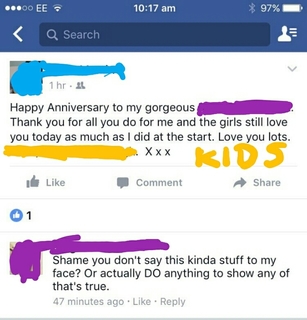 EE 10:17 am 97%
Search
1 hr
Happy Anniversary to my gorgeous
Thank you for all you do for me and the girls still love
you today as much as I did at the start. Love you lots.
. X x x KIDS
Like Comment Share
1
Shame you don't say this kinda stuff to my
face? Or actually DO anything to show any of
that's true.
47 minutes ago · Like · Reply